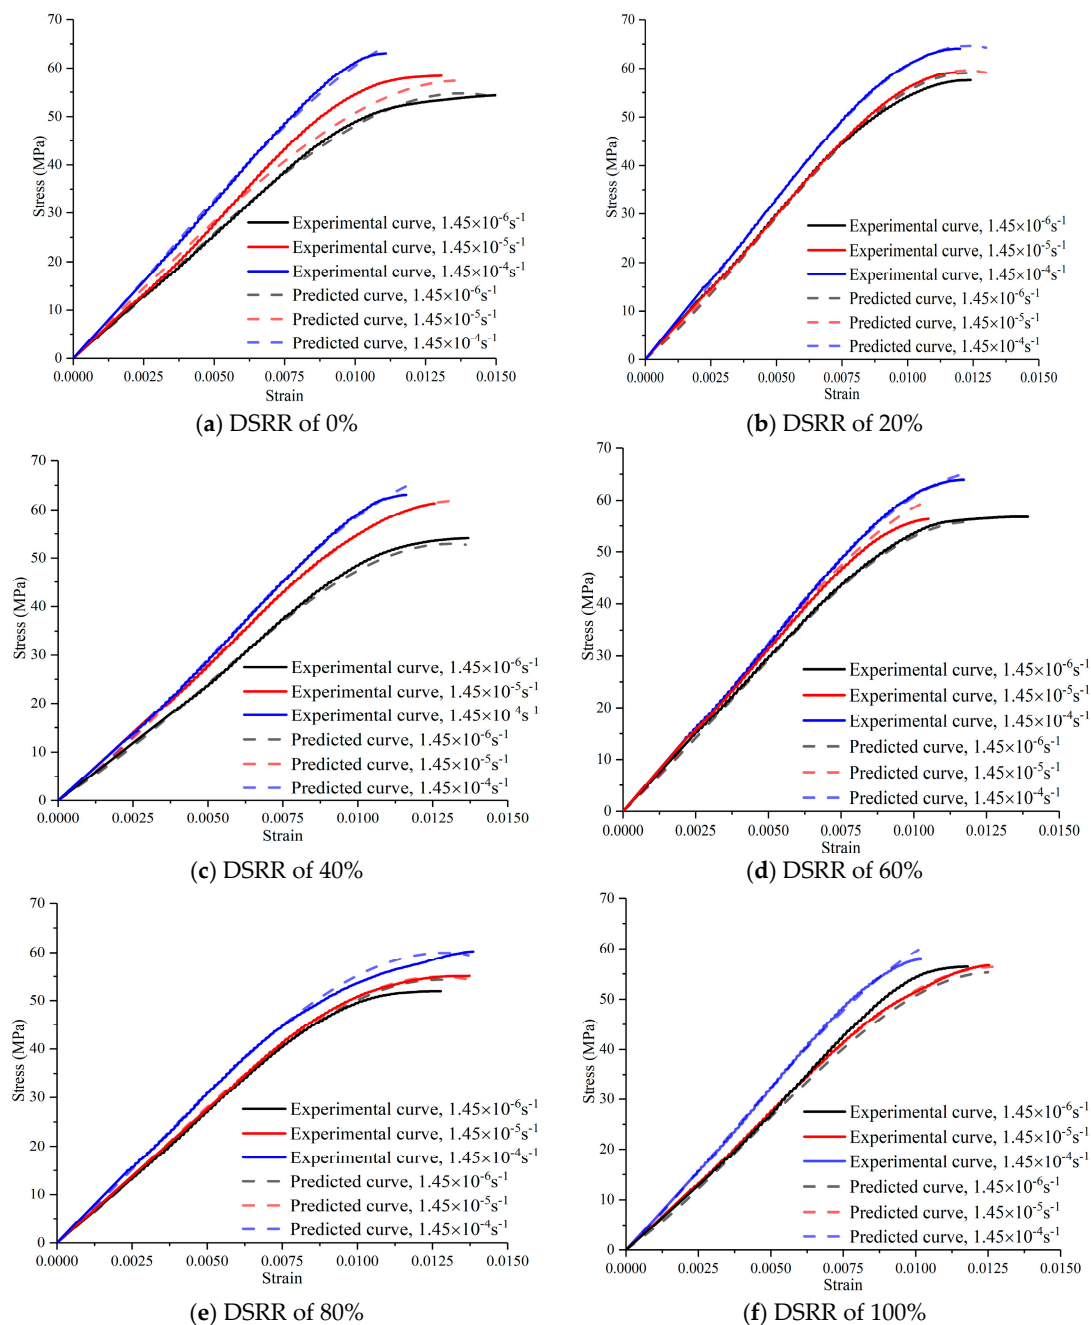 70
60
50
40
30
20
10
0
Stress (MPa)
Experimental curve, 1.45×10⁻⁶s⁻¹
Experimental curve, 1.45×10⁻⁵s⁻¹
Experimental curve, 1.45×10⁻⁴s⁻¹
Predicted curve, 1.45×10⁻⁶s⁻¹
Predicted curve, 1.45×10⁻⁵s⁻¹
Predicted curve, 1.45×10⁻⁴s⁻¹
0.0000 0.0025 0.0050 0.0075 0.0100 0.0125 0.0150
Strain
(a) DSRR of 0%
70
60
50
40
30
20
10
0
Stress (MPa)
Experimental curve, 1.45×10⁻⁶s⁻¹
Experimental curve, 1.45×10⁻⁵s⁻¹
Experimental curve, 1.45×10⁻⁴s⁻¹
Predicted curve, 1.45×10⁻⁶s⁻¹
Predicted curve, 1.45×10⁻⁵s⁻¹
Predicted curve, 1.45×10⁻⁴s⁻¹
0.0000 0.0025 0.0050 0.0075 0.0100 0.0125 0.0150
Strain
(b) DSRR of 20%
70
60
50
40
30
20
10
0
Stress (MPa)
Experimental curve, 1.45×10⁻⁶s⁻¹
Experimental curve, 1.45×10⁻⁵s⁻¹
Experimental curve, 1.45×10⁻⁴s⁻¹
Predicted curve, 1.45×10⁻⁶s⁻¹
Predicted curve, 1.45×10⁻⁵s⁻¹
Predicted curve, 1.45×10⁻⁴s⁻¹
0.0000 0.0025 0.0050 0.0075 0.0100 0.0125 0.0150
Strain
(c) DSRR of 40%
70
60
50
40
30
20
10
0
Stress (MPa)
Experimental curve, 1.45×10⁻⁶s⁻¹
Experimental curve, 1.45×10⁻⁵s⁻¹
Experimental curve, 1.45×10⁻⁴s⁻¹
Predicted curve, 1.45×10⁻⁶s⁻¹
Predicted curve, 1.45×10⁻⁵s⁻¹
Predicted curve, 1.45×10⁻⁴s⁻¹
0.0000 0.0025 0.0050 0.0075 0.0100 0.0125 0.0150
Strain
(d) DSRR of 60%
70
60
50
40
30
20
10
0
Stress (MPa)
Experimental curve, 1.45×10⁻⁶s⁻¹
Experimental curve, 1.45×10⁻⁵s⁻¹
Experimental curve, 1.45×10⁻⁴s⁻¹
Predicted curve, 1.45×10⁻⁶s⁻¹
Predicted curve, 1.45×10⁻⁵s⁻¹
Predicted curve, 1.45×10⁻⁴s⁻¹
0.0000 0.0025 0.0050 0.0075 0.0100 0.0125 0.0150
Strain
(e) DSRR of 80%
70
60
50
40
30
20
10
0
Stress (MPa)
Experimental curve, 1.45×10⁻⁶s⁻¹
Experimental curve, 1.45×10⁻⁵s⁻¹
Experimental curve, 1.45×10⁻⁴s⁻¹
Predicted curve, 1.45×10⁻⁶s⁻¹
Predicted curve, 1.45×10⁻⁵s⁻¹
Predicted curve, 1.45×10⁻⁴s⁻¹
0.0000 0.0025 0.0050 0.0075 0.0100 0.0125 0.0150
Strain
(f) DSRR of 100%